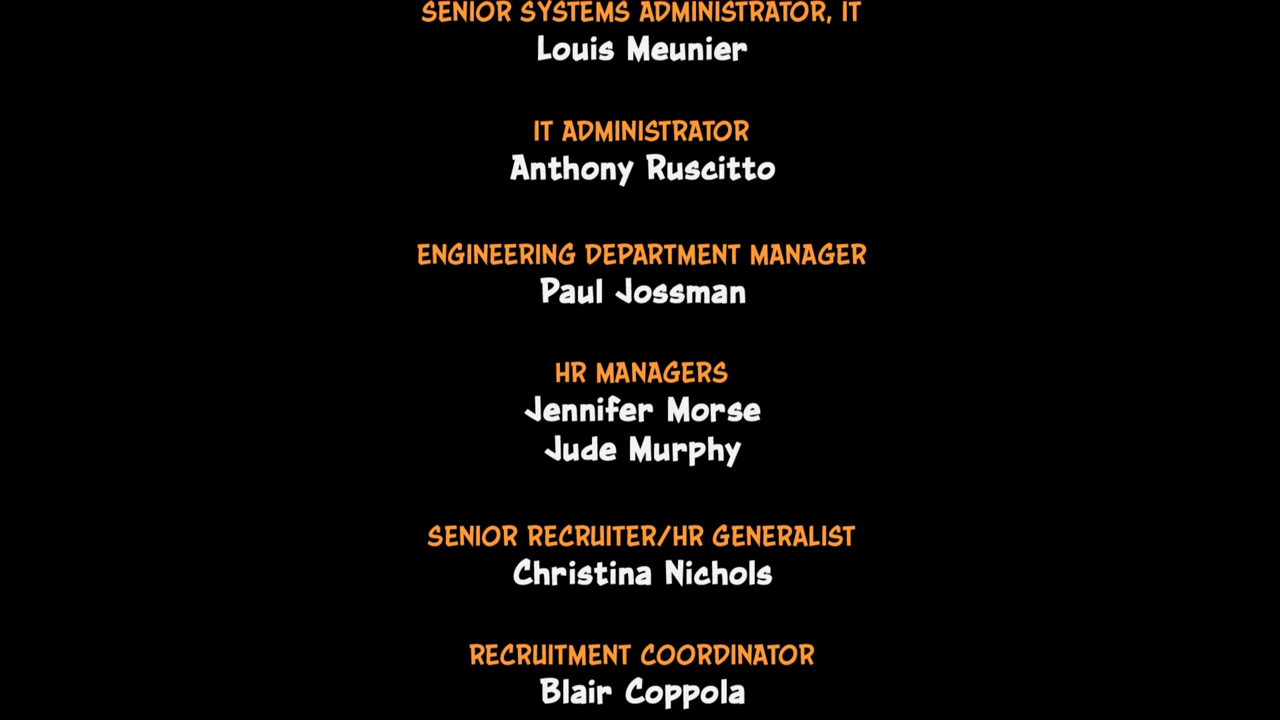 SENIOR SYSTEMS ADMINISTRATOR, IT
Louis Meunier
IT ADMINISTRATOR
Anthony Ruscitto
ENGINEERING DEPARTMENT MANAGER
Paul Jossman
HR MANAGERS
Jennifer Morse
Jude Murphy
SENIOR RECRUITER/HR GENERALIST
Christina Nichols
RECRUITMENT COORDINATOR
Blair Coppola